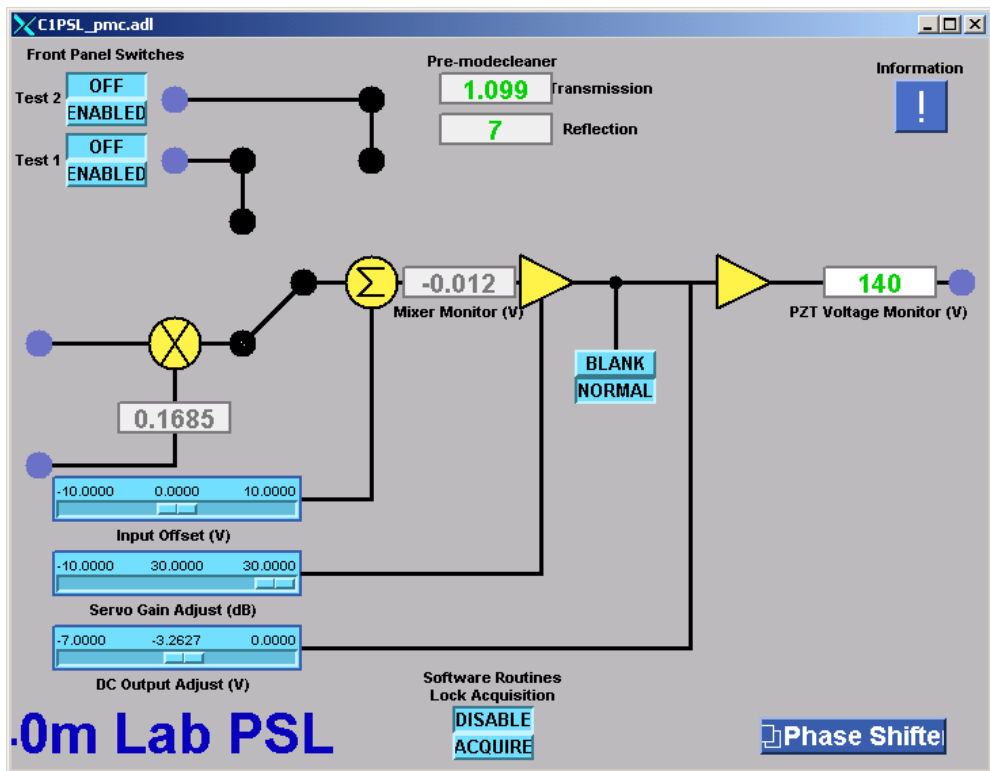 C1PSL_pmc.adl
Front Panel Switches
Test 2
OFF
ENABLED
Test 1
OFF
ENABLED
Pre-modecleaner
1.099 Transmission
7 Reflection
Information
!
Σ
-0.012
Mixer Monitor (V)
140
PZT Voltage Monitor (V)
BLANK
NORMAL
0.1685
-10.0000 0.0000 10.0000
Input Offset (V)
-10.0000 30.0000 30.0000
Servo Gain Adjust (dB)
-7.0000 -3.2627 0.0000
DC Output Adjust (V)
Software Routines
Lock Acquisition
DISABLE
ACQUIRE
0m Lab PSL
Phase Shifte